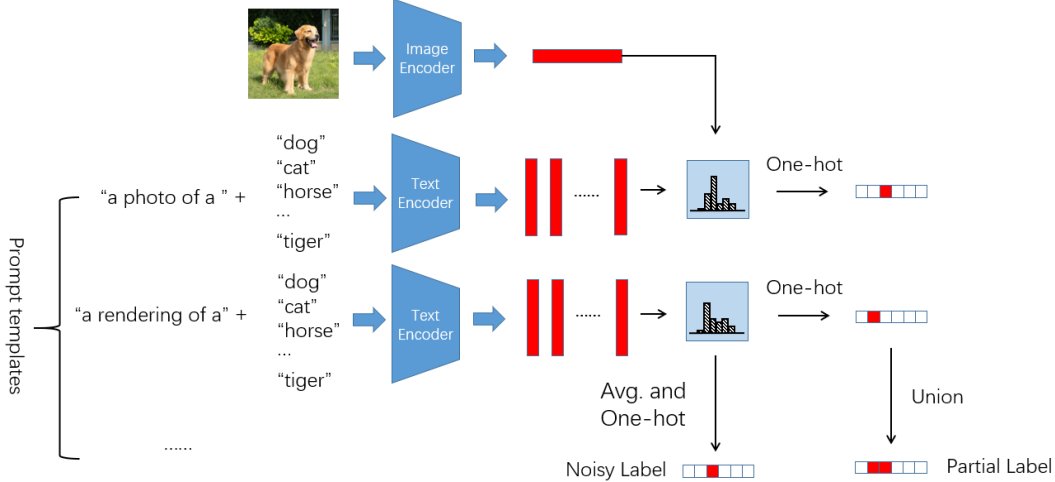 Image
Encoder
“dog”
“cat”
“horse”
...
“tiger”
“a photo of a ” +
Text
Encoder
......
One-hot
“dog”
“cat”
“horse”
...
“tiger”
“a rendering of a” +
Text
Encoder
......
One-hot
Prompt templates
......
Avg. and
One-hot
Union
Noisy Label
Partial Label